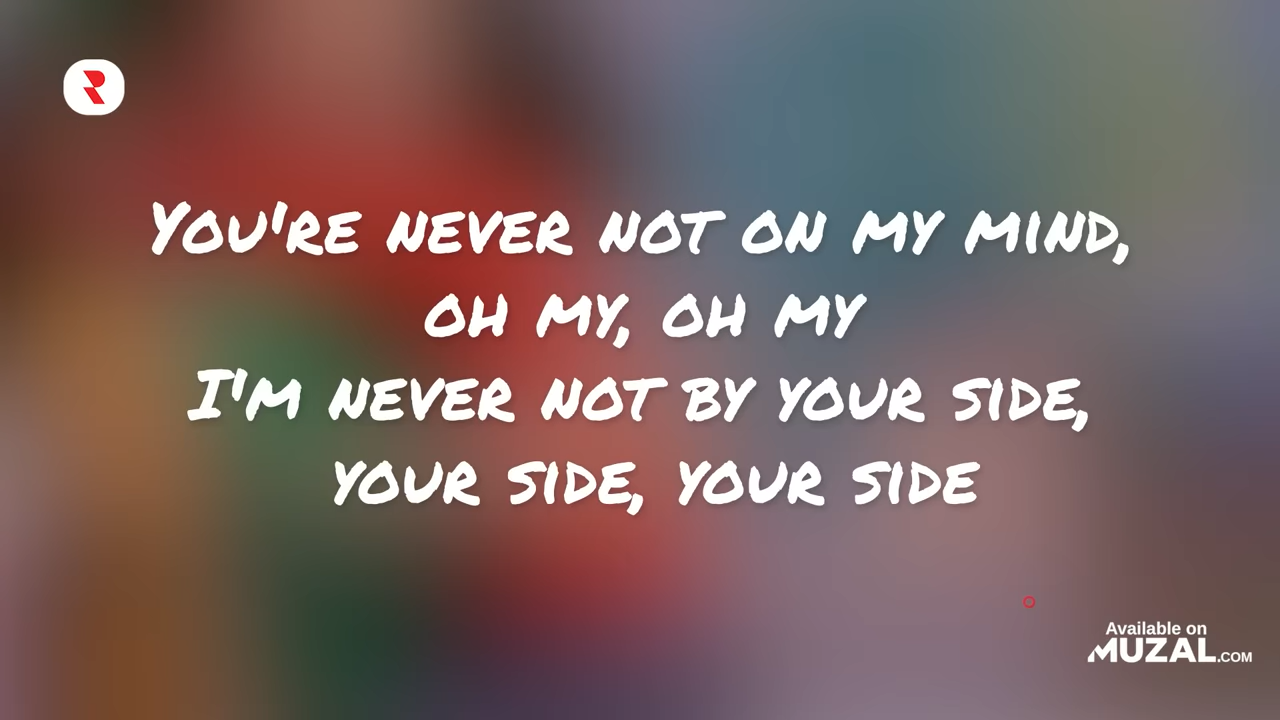 You're never not on my mind,
oh my, oh my
I'm never not by your side,
your side, your side
Available on
MUZAL.COM